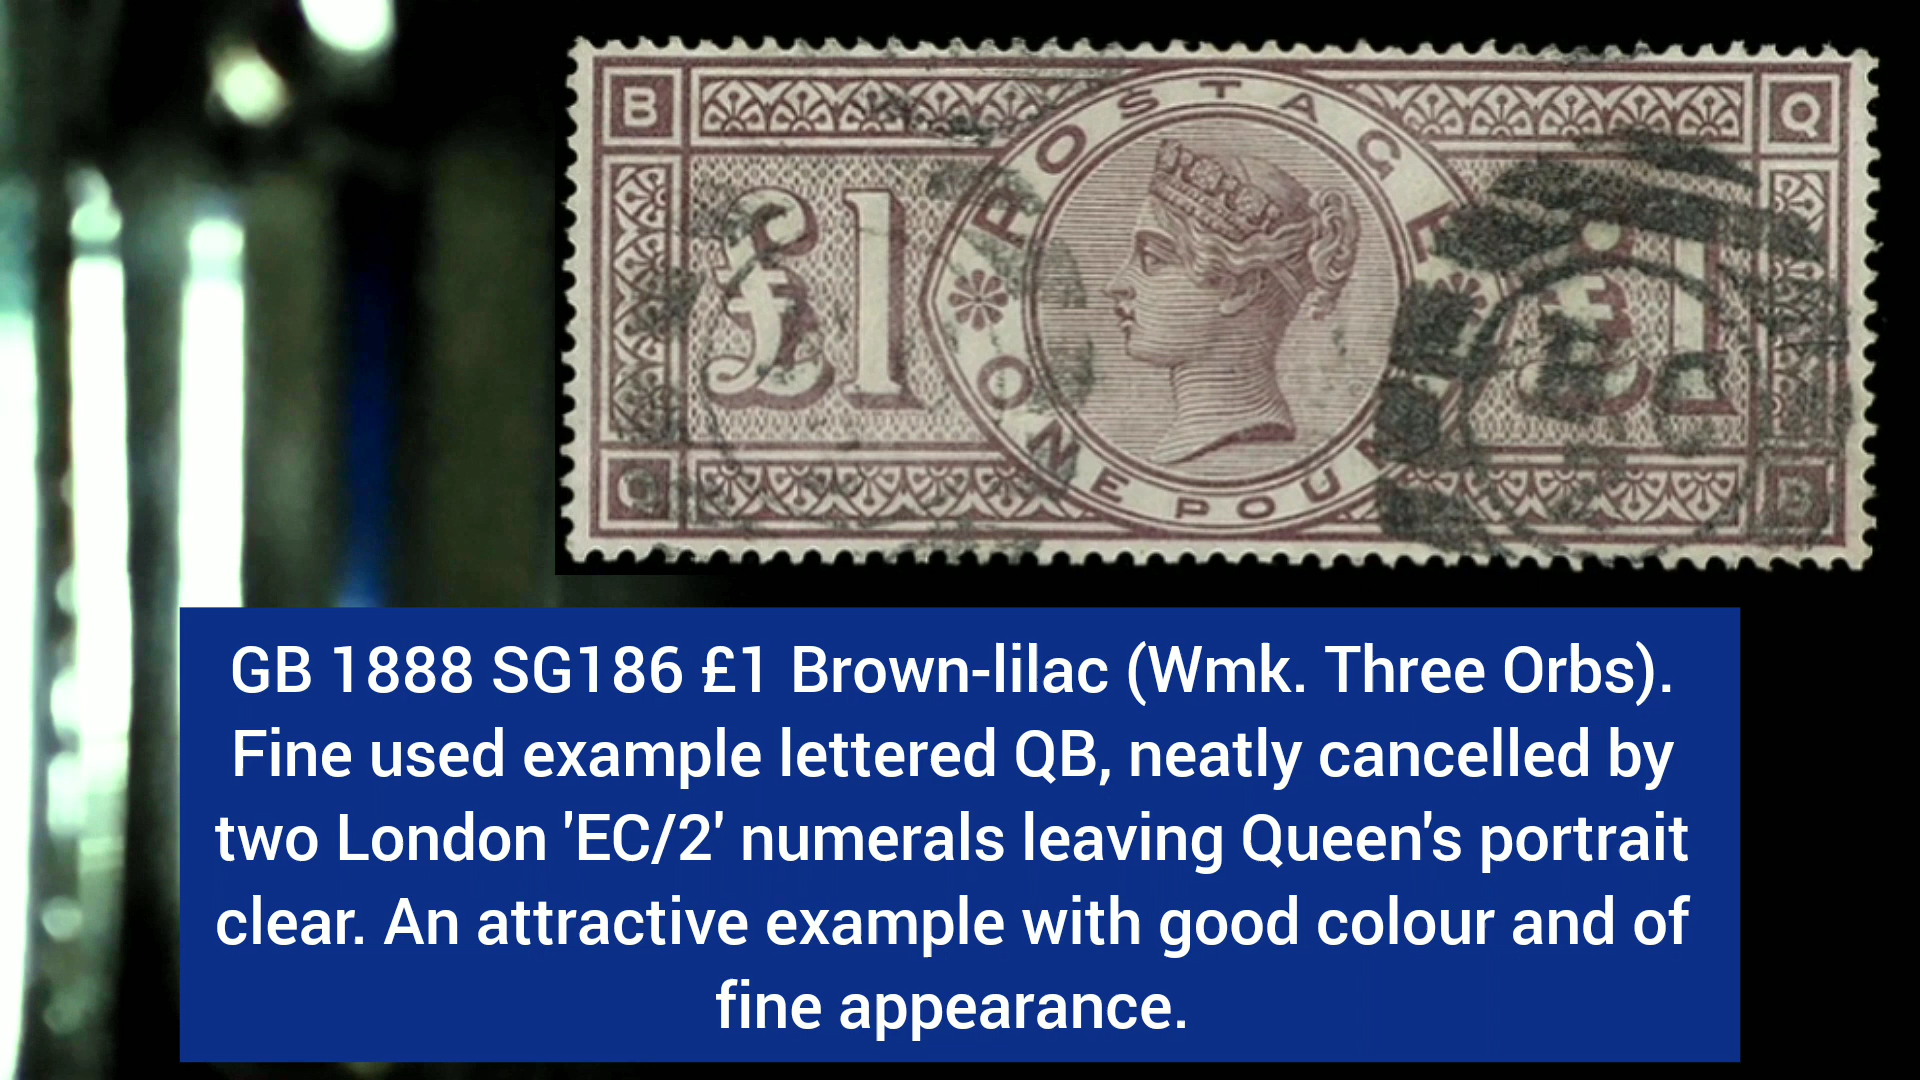 B Q
POSTAGE
£1 £1
ONE POUND
Q B
GB 1888 SG186 £1 Brown-lilac (Wmk. Three Orbs).
Fine used example lettered QB, neatly cancelled by
two London 'EC/2' numerals leaving Queen's portrait
clear. An attractive example with good colour and of
fine appearance.